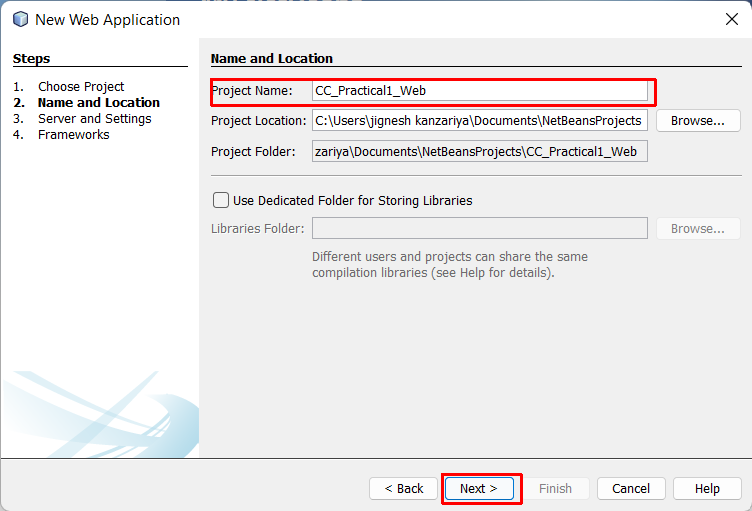 New Web Application
Steps
1. Choose Project
2. Name and Location
3. Server and Settings
4. Frameworks
Name and Location
Project Name: CC_Practical1_Web
Project Location: C:\Users\jignesh kanzariya\Documents\NetBeansProjects Browse...
Project Folder: zariya\Documents\NetBeansProjects\CC_Practical1_Web
Use Dedicated Folder for Storing Libraries
Libraries Folder: Browse...
Different users and projects can share the same
compilation libraries (see Help for details).
< Back Next > Finish Cancel Help